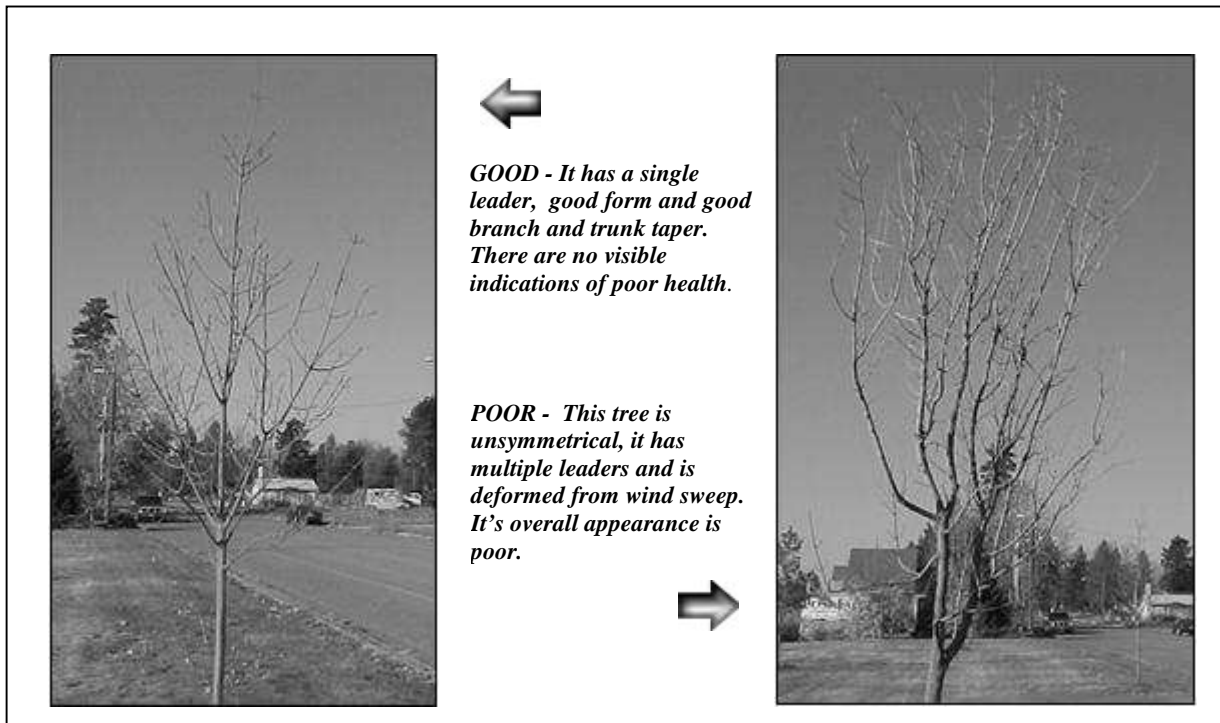 GOOD - It has a single
leader, good form and good
branch and trunk taper.
There are no visible
indications of poor health.
POOR - This tree is
unsymmetrical, it has
multiple leaders and is
deformed from wind sweep.
It's overall appearance is
poor.